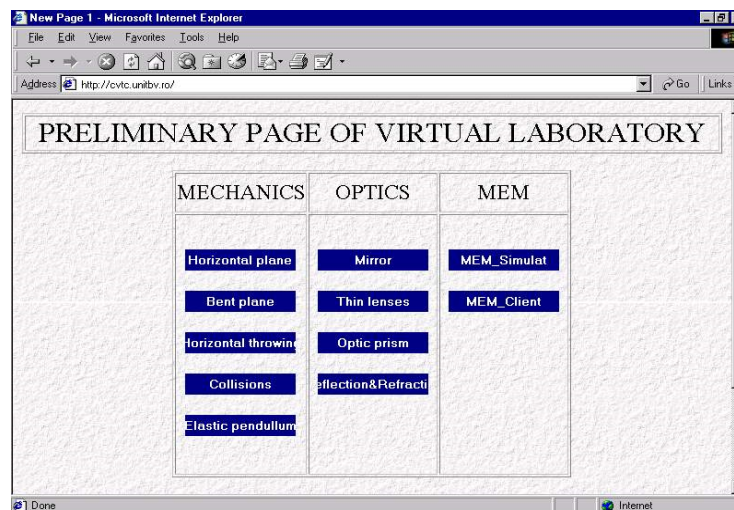 New Page 1 - Microsoft Internet Explorer
File Edit View Favorites Tools Help
Address http://cvtc.unitbv.ro/ Go Links
PRELIMINARY PAGE OF VIRTUAL LABORATORY
MECHANICS OPTICS MEM
Horizontal plane Mirror MEM_Simulat
Bent plane Thin lenses MEM_Client
Horizontal throwing Optic prism
Collisions eflection&Refracti
Elastic pendullum
Done Internet